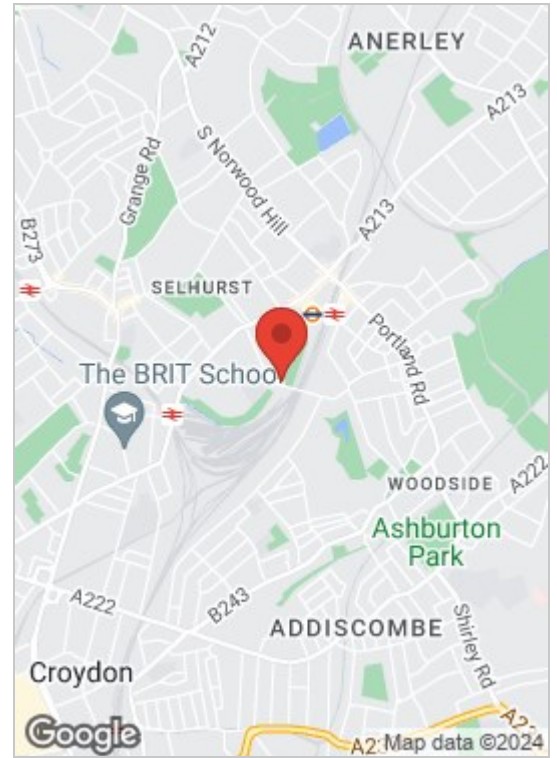 ANERLEY
A212
A213
Grange Rd
S Norwood Hill
A213
B273
SELHURST
Portland Rd
The BRIT School
WOODSIDE
A222
Ashburton
Park
A222
B243
ADDISCOMBE
Shirley Rd
Croydon
Google
Map data ©2024